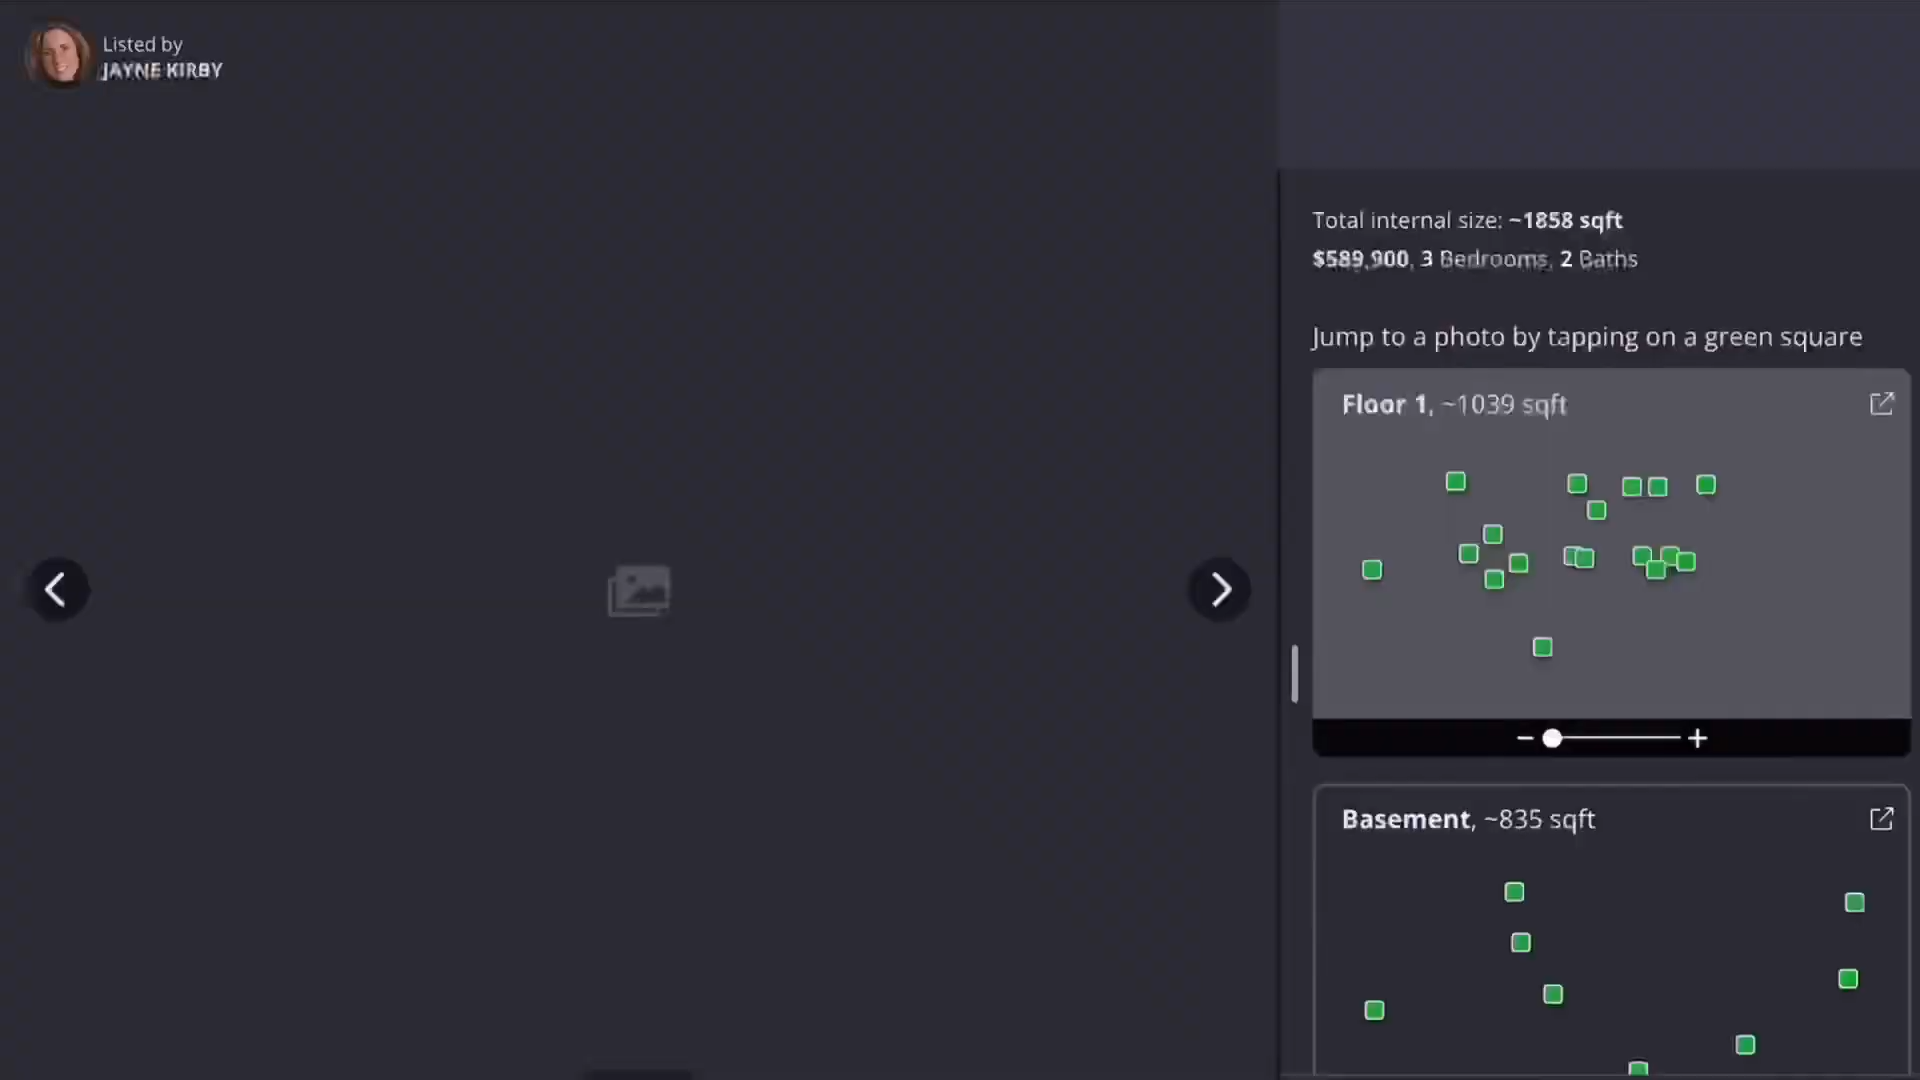 Listed by
JAYNE KIRBY
Total internal size: ~1858 sqft
$589,900, 3 Bedrooms, 2 Baths
Jump to a photo by tapping on a green square
Floor 1, ~1039 sqft
Basement, ~835 sqft